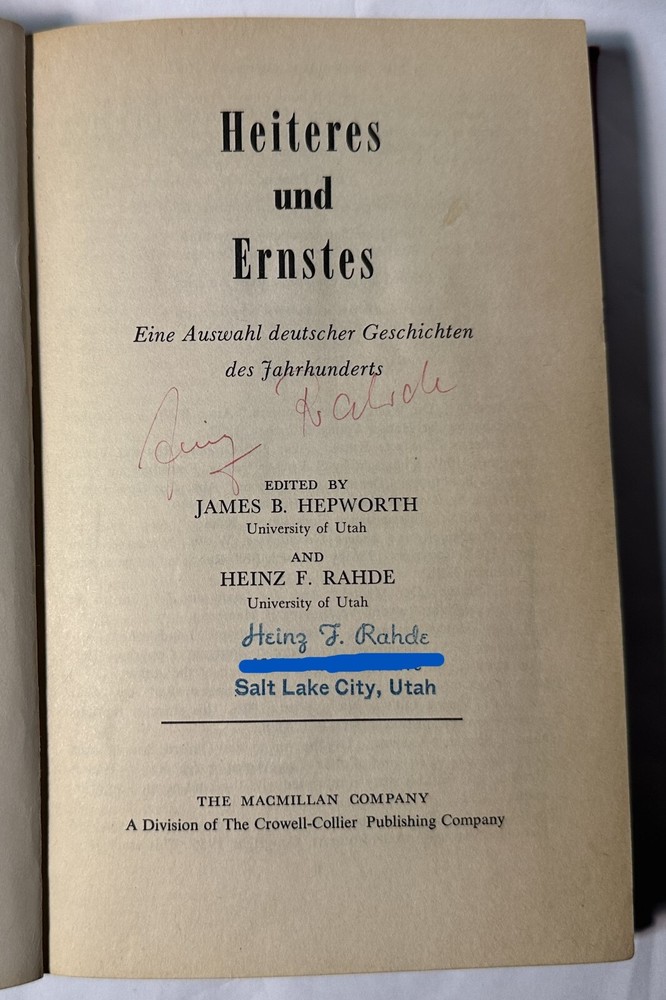 Heiteres
und
Ernstes
Eine Auswahl deutscher Geschichten
des Jahrhunderts
Heinz Rahde
EDITED BY
JAMES B. HEPWORTH
University of Utah
AND
HEINZ F. RAHDE
University of Utah
Heinz F. Rahde
Salt Lake City, Utah
THE MACMILLAN COMPANY
A Division of The Crowell-Collier Publishing Company